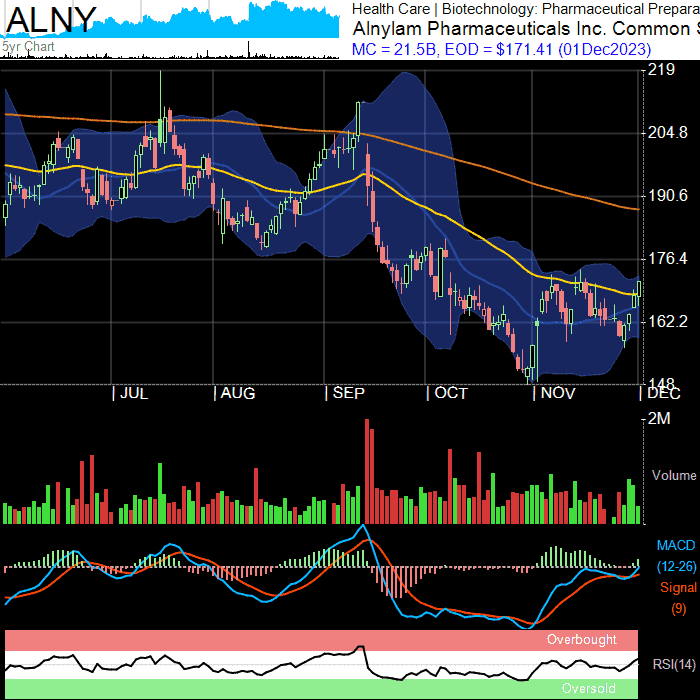 ALNY
5yr Chart
Health Care | Biotechnology: Pharmaceutical Prepara
Alnylam Pharmaceuticals Inc. Common S
MC = 21.5B, EOD = $171.41 (01Dec2023)
219
204.8
190.6
176.4
162.2
148
JUL AUG SEP OCT NOV DEC
2M
Volume
MACD
(12-26)
Signal
(9)
Overbought
RSI(14)
Oversold